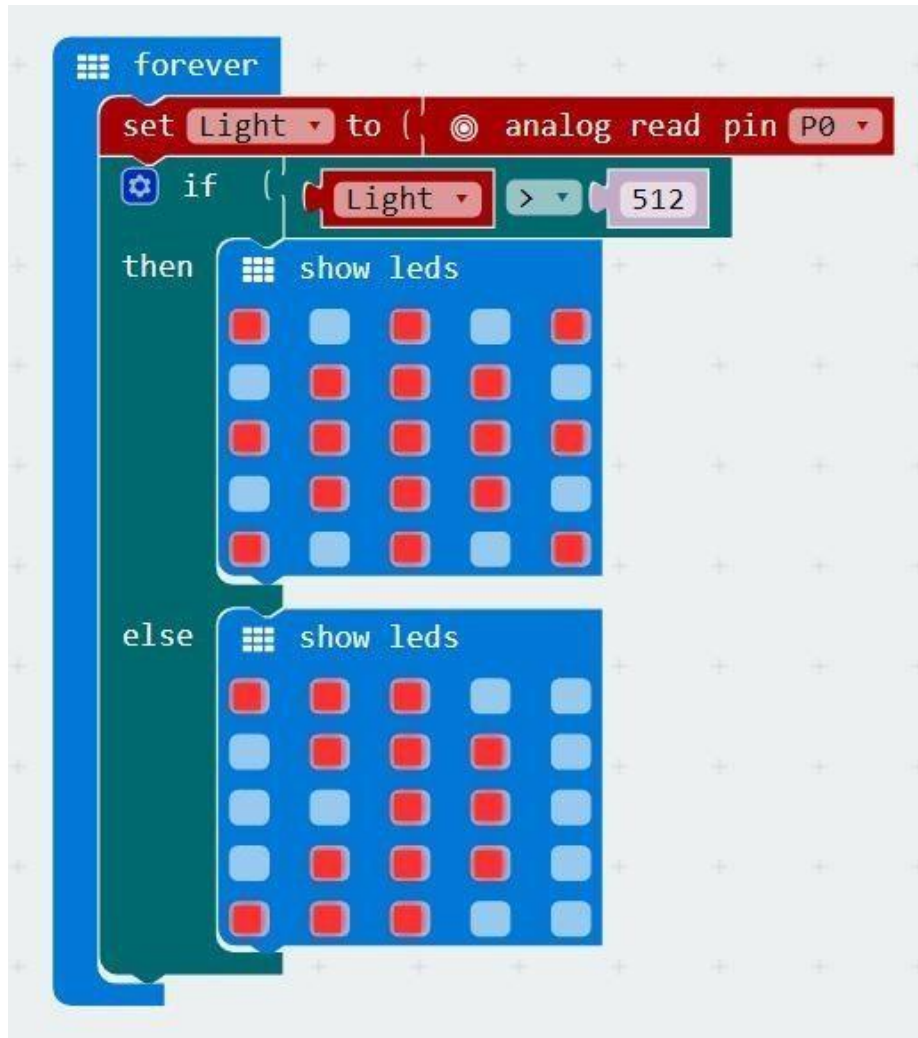 forever
set Light to ( analog read pin P0
if ( Light > 512
then show leds
else show leds